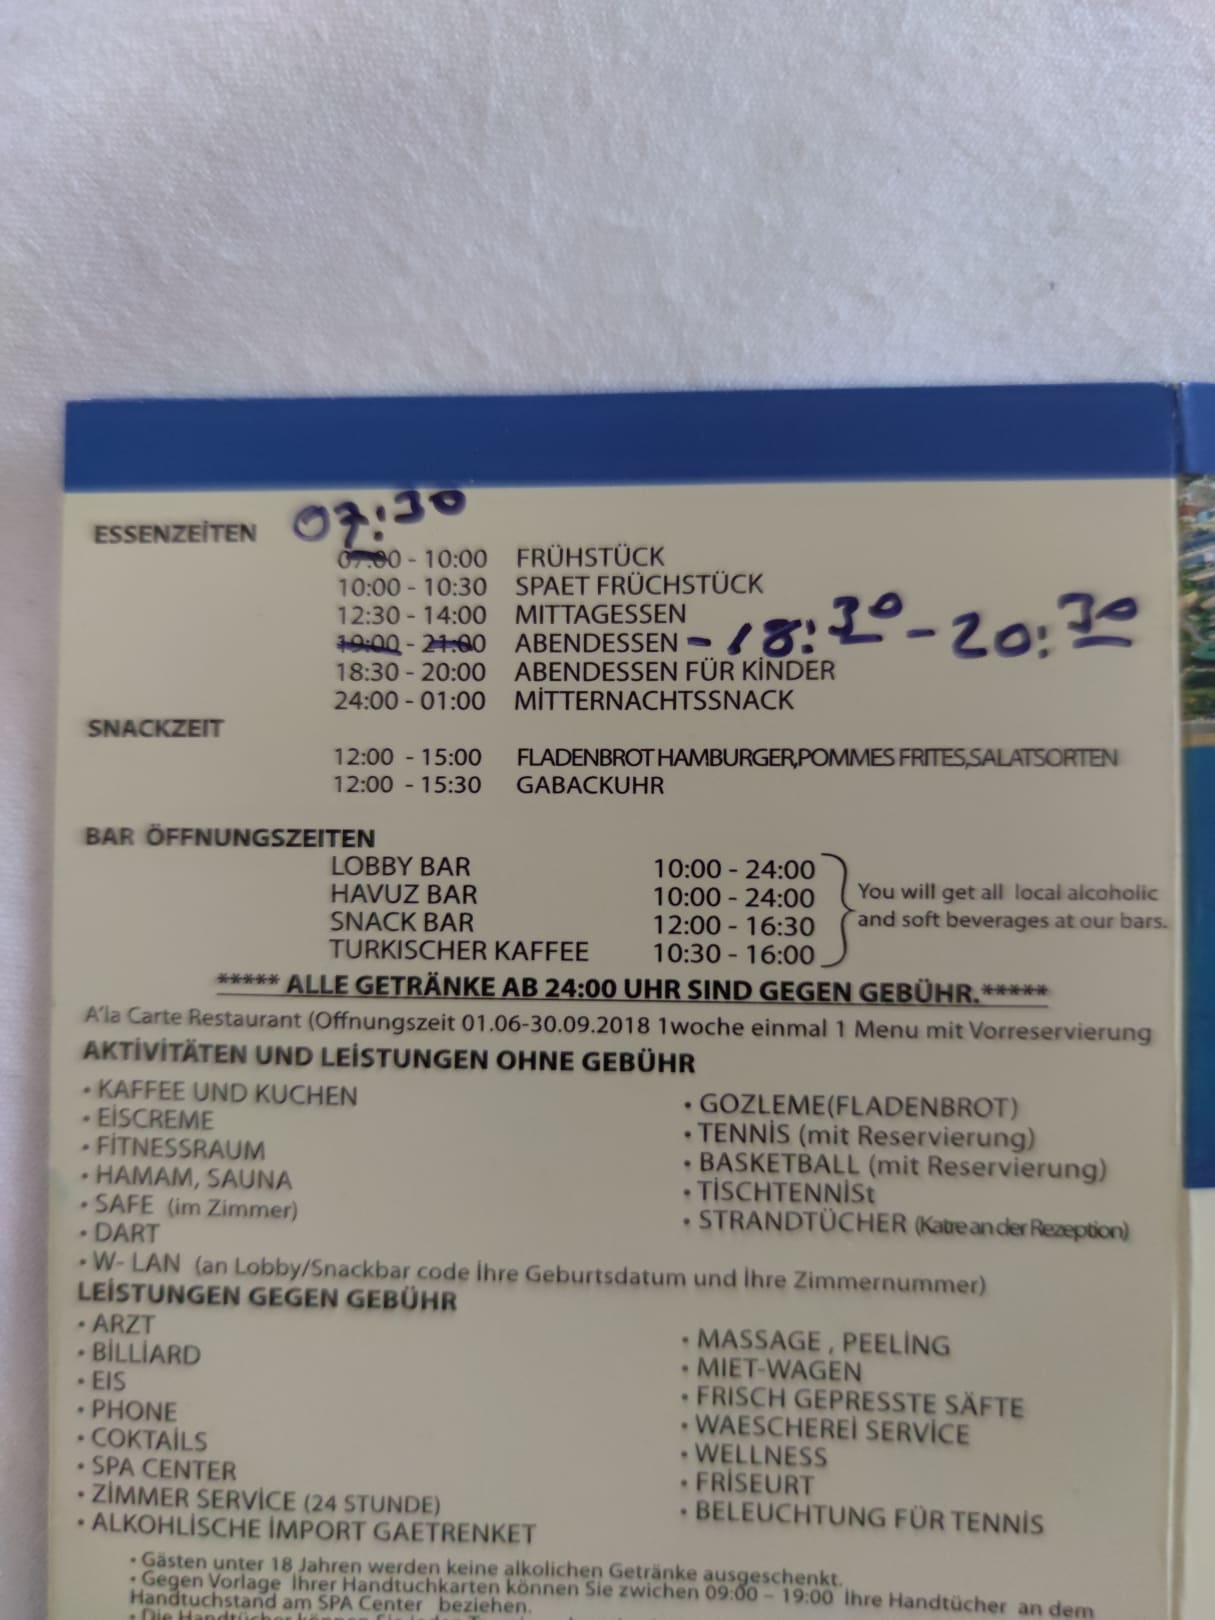 07:30
ESSENZEİTEN
07:00 - 10:00 FRÜHSTÜCK
10:00 - 10:30 SPAET FRÜCHSTÜCK
12:30 - 14:00 MITTAGESSEN
19:00 - 21:00 ABENDESSEN - 18:30 - 20:30
18:30 - 20:00 ABENDESSEN FÜR KİNDER
24:00 - 01:00 MİTTERNACHTSSNACK
SNACKZEIT
12:00 - 15:00 FLADENBROT HAMBURGER,POMMES FRITES,SALATSORTEN
12:00 - 15:30 GABACKUHR
BAR ÖFFNUNGSZEITEN
LOBBY BAR 10:00 - 24:00
HAVUZ BAR 10:00 - 24:00 You will get all local alcoholic
SNACK BAR 12:00 - 16:30 and soft beverages at our bars.
TURKISCHER KAFFEE 10:30 - 16:00
***** ALLE GETRÄNKE AB 24:00 UHR SIND GEGEN GEBÜHR.*****
A'la Carte Restaurant (Offnungszeit 01.06-30.09.2018 1woche einmal 1 Menu mit Vorreservierung
AKTİVİTÄTEN UND LEİSTUNGEN OHNE GEBÜHR
• KAFFEE UND KUCHEN
• EİSCREME
• FİTNESSRAUM
• HAMAM, SAUNA
• SAFE (im Zimmer)
• DART
• W- LAN (an Lobby/Snackbar code İhre Geburtsdatum und İhre Zimmernummer)
• GOZLEME(FLADENBROT)
• TENNİS (mit Reservierung)
• BASKETBALL (mit Reservierung)
• TİSCHTENNİSt
• STRANDTÜCHER (Katre an der Rezeption)
LEİSTUNGEN GEGEN GEBÜHR
• ARZT
• BİLLİARD
• EIS
• PHONE
• COKTAİLS
• SPA CENTER
• ZİMMER SERVİCE (24 STUNDE)
• ALKOHLİSCHE İMPORT GAETRENKET
• MASSAGE , PEELİNG
• MIET-WAGEN
• FRISCH GEPRESSTE SÄFTE
• WAESCHEREİ SERVİCE
• WELLNESS
• FRİSEURT
• BELEUCHTUNG FÜR TENNİS
• Gästen unter 18 Jahren werden keine alkolichen Getränke ausgeschenkt.
• Gegen Vorlage İhrer Handtuchkarten können Sie zwichen 09:00 – 19:00 Ihre Handtücher an dem
Handtuchstand am SPA Center beziehen.
• Die Handtücher können Sie jeden